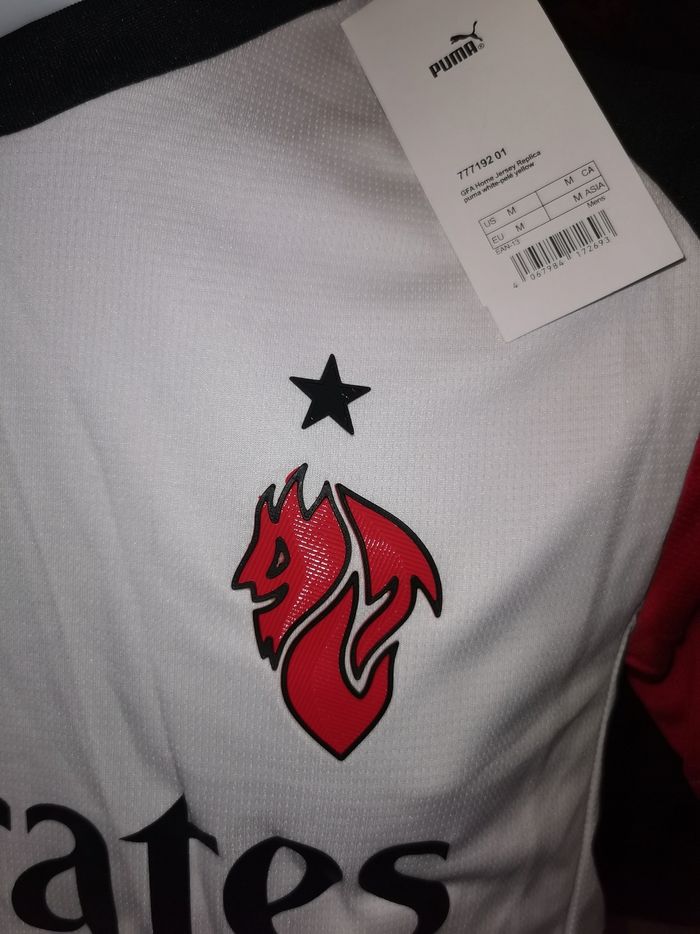 PUMA®
777192 01
GFA Home Jersey Replica
puma white-pelé yellow
US M M CA
EU M M ASIA
EAN-13 Mens
4 067984 172693
rates